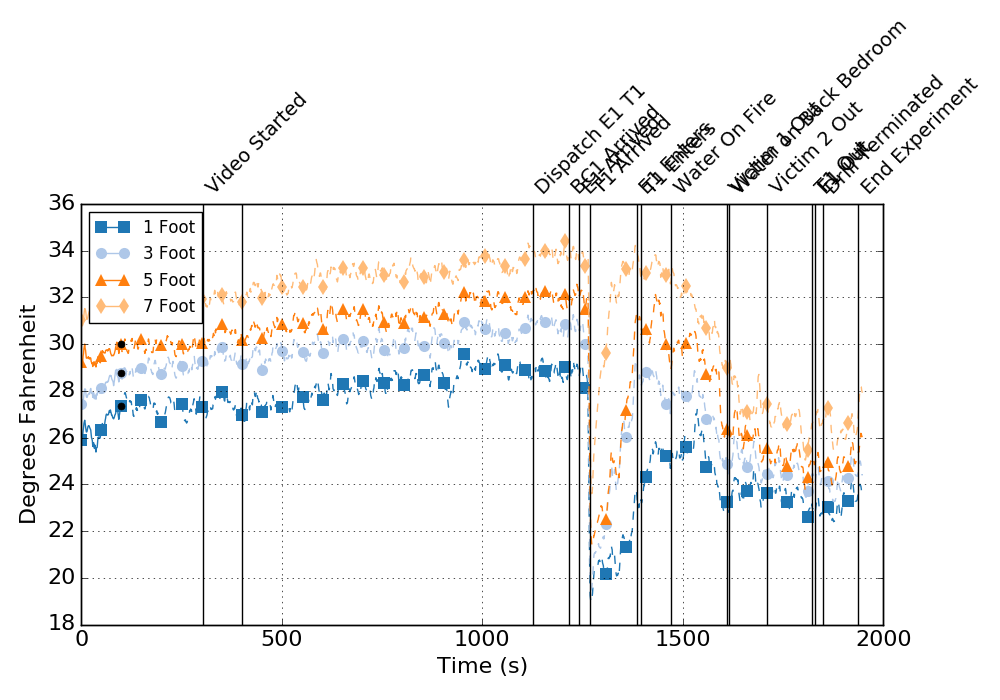 Video Started
Dispatch E1 T1
BC1 Arrived
E1 Arrived
T1 Arrived
E1 Enters
T1 Enters
Water On Fire
Victim 1 Out
Water on Back Bedroom
Victim 2 Out
T1 Out
E1 Out
Drill Terminated
End Experiment
1 Foot
3 Foot
5 Foot
7 Foot
Degrees Fahrenheit
36
34
32
30
28
26
24
22
20
18
0
500
1000
1500
2000
Time (s)